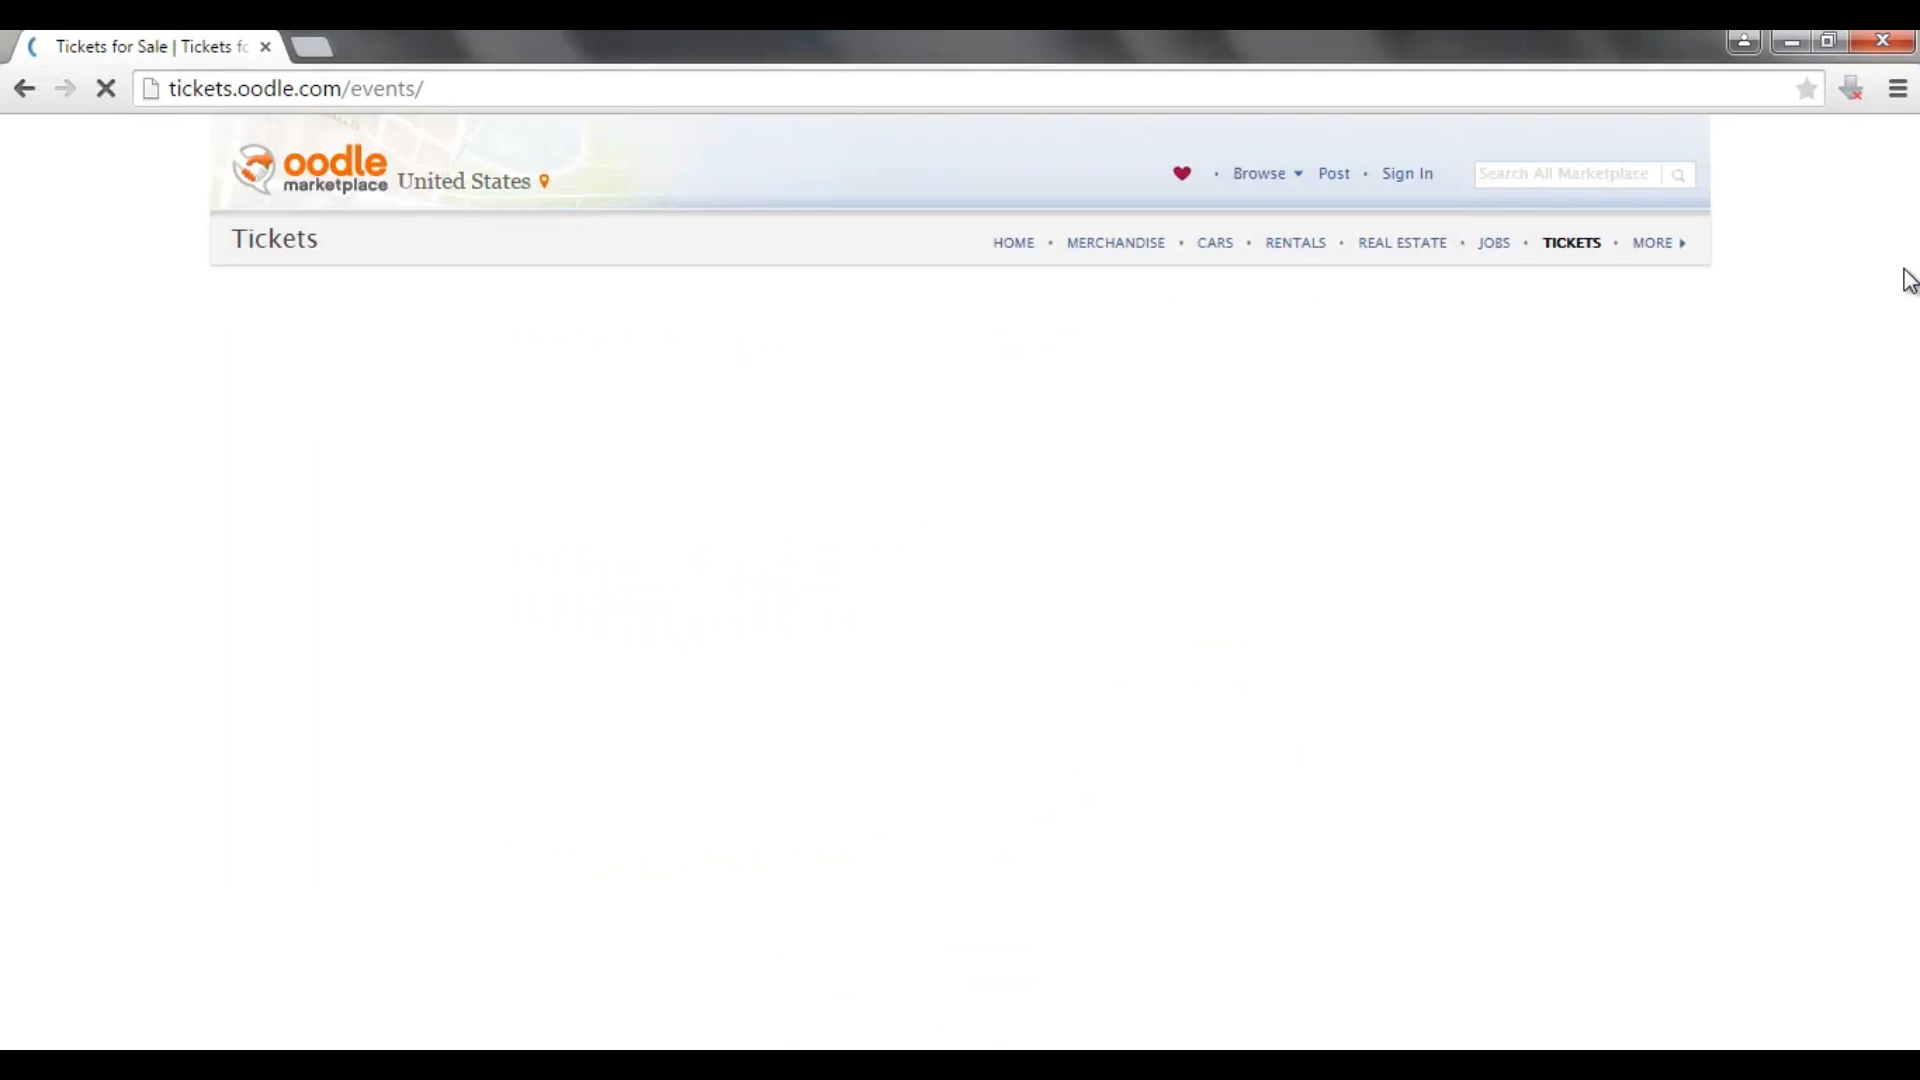 Tickets for Sale | Tickets fo
tickets.oodle.com/events/
oodle
marketplace
United States
Browse
Post
Sign In
Search All Marketplace
Tickets
HOME • MERCHANDISE • CARS • RENTALS • REAL ESTATE • JOBS • TICKETS • MORE